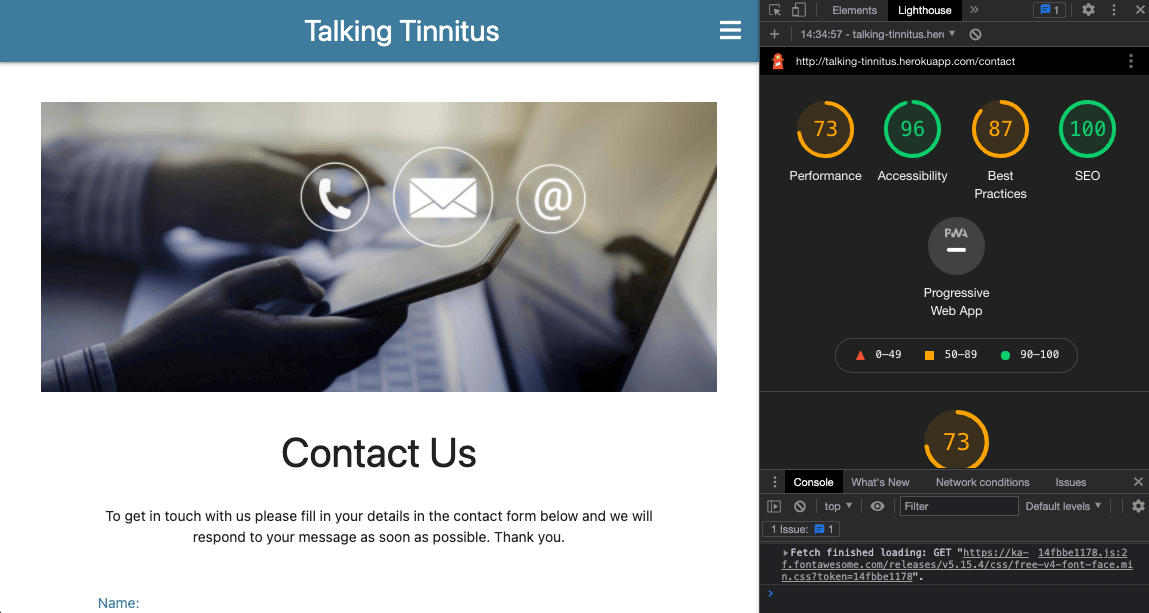 Talking Tinnitus
@
Contact Us
To get in touch with us please fill in your details in the contact form below and we will
respond to your message as soon as possible. Thank you.
Name:
Elements Lighthouse » 1
14:34:57 - talking-tinnitus.her
http://talking-tinnitus.herokuapp.com/contact
73 96 87 100
Performance Accessibility Best Practices SEO
PWA
Progressive
Web App
0–49 50–89 90–100
73
Console What's New Network conditions Issues
top Filter Default levels
1 Issue: 1
Fetch finished loading: GET "https://ka- 14fbbe1178.js:2
f.fontawesome.com/releases/v5.15.4/css/free-v4-font-face.mi
n.css?token=14fbbe1178".